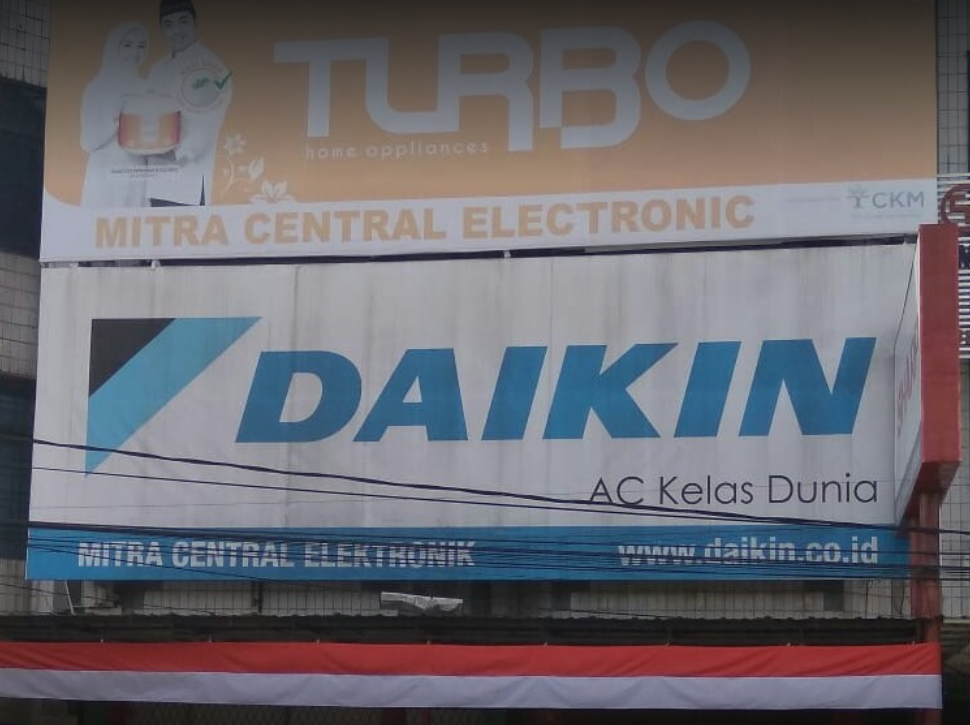 TURBO
home appliances
MITRA CENTRAL ELECTRONIC
CKM
DAIKIN
AC Kelas Dunia
MITRA CENTRAL ELEKTRONIK
www.daikin.co.id